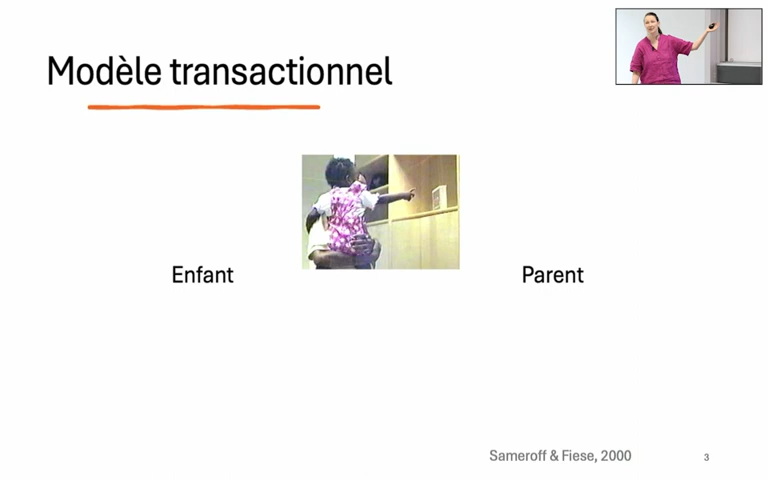 Modèle transactionnel
Enfant
Parent
Sameroff & Fiese, 2000
3